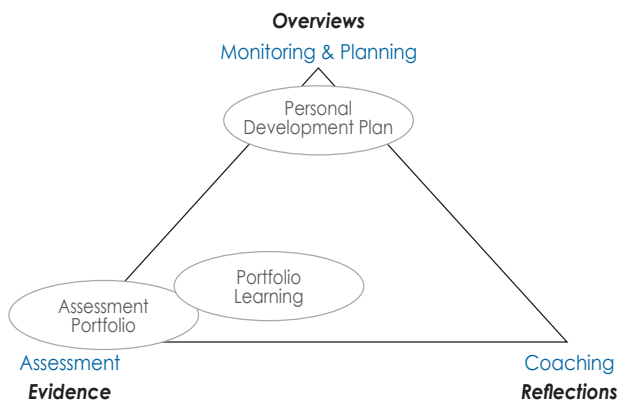 Overviews
Monitoring & Planning
Personal
Development Plan
Portfolio
Learning
Assessment
Portfolio
Assessment
Evidence
Coaching
Reflections